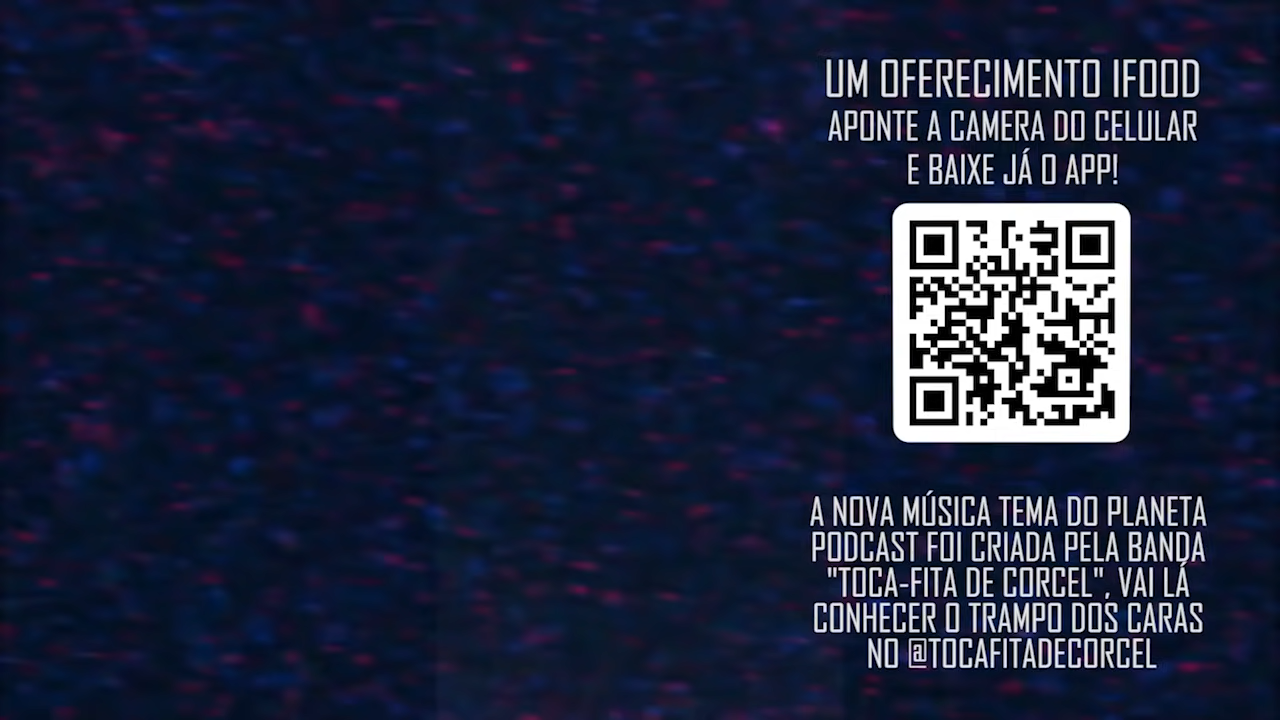 UM OFERECIMENTO IFOOD
APONTE A CAMERA DO CELULAR
E BAIXE JÁ O APP!
A NOVA MÚSICA TEMA DO PLANETA
PODCAST FOI CRIADA PELA BANDA
"TOCA-FITA DE CORCEL", VAI LÁ
CONHECER O TRAMPO DOS CARAS
NO @TOCAFITADECORCEL